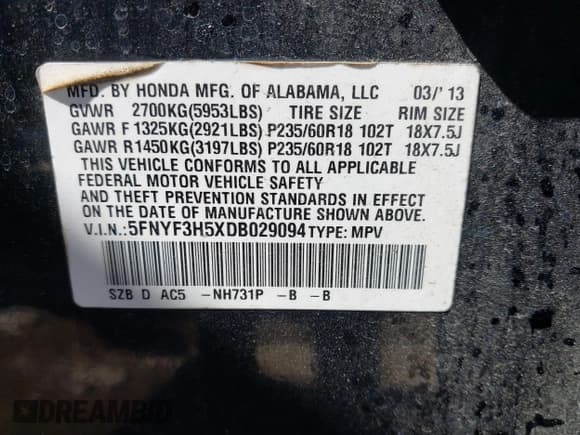 MFD. BY HONDA MFG. OF ALABAMA, LLC 03/' 13
GVWR 2700KG(5953LBS) TIRE SIZE RIM SIZE
GAWR F 1325KG(2921LBS) P235/60R18 102T 18X7.5J
GAWR R1450KG(3197LBS) P235/60R18 102T 18X7.5J
THIS VEHICLE CONFORMS TO ALL APPLICABLE
FEDERAL MOTOR VEHICLE SAFETY
AND THEFT PREVENTION STANDARDS IN EFFECT
ON THE DATE OF MANUFACTURE SHOWN ABOVE.
V.I.N.:5FNYF3H5XDB029094 TYPE: MPV
SZB D AC5 -NH731P -B -B
DREAMBID